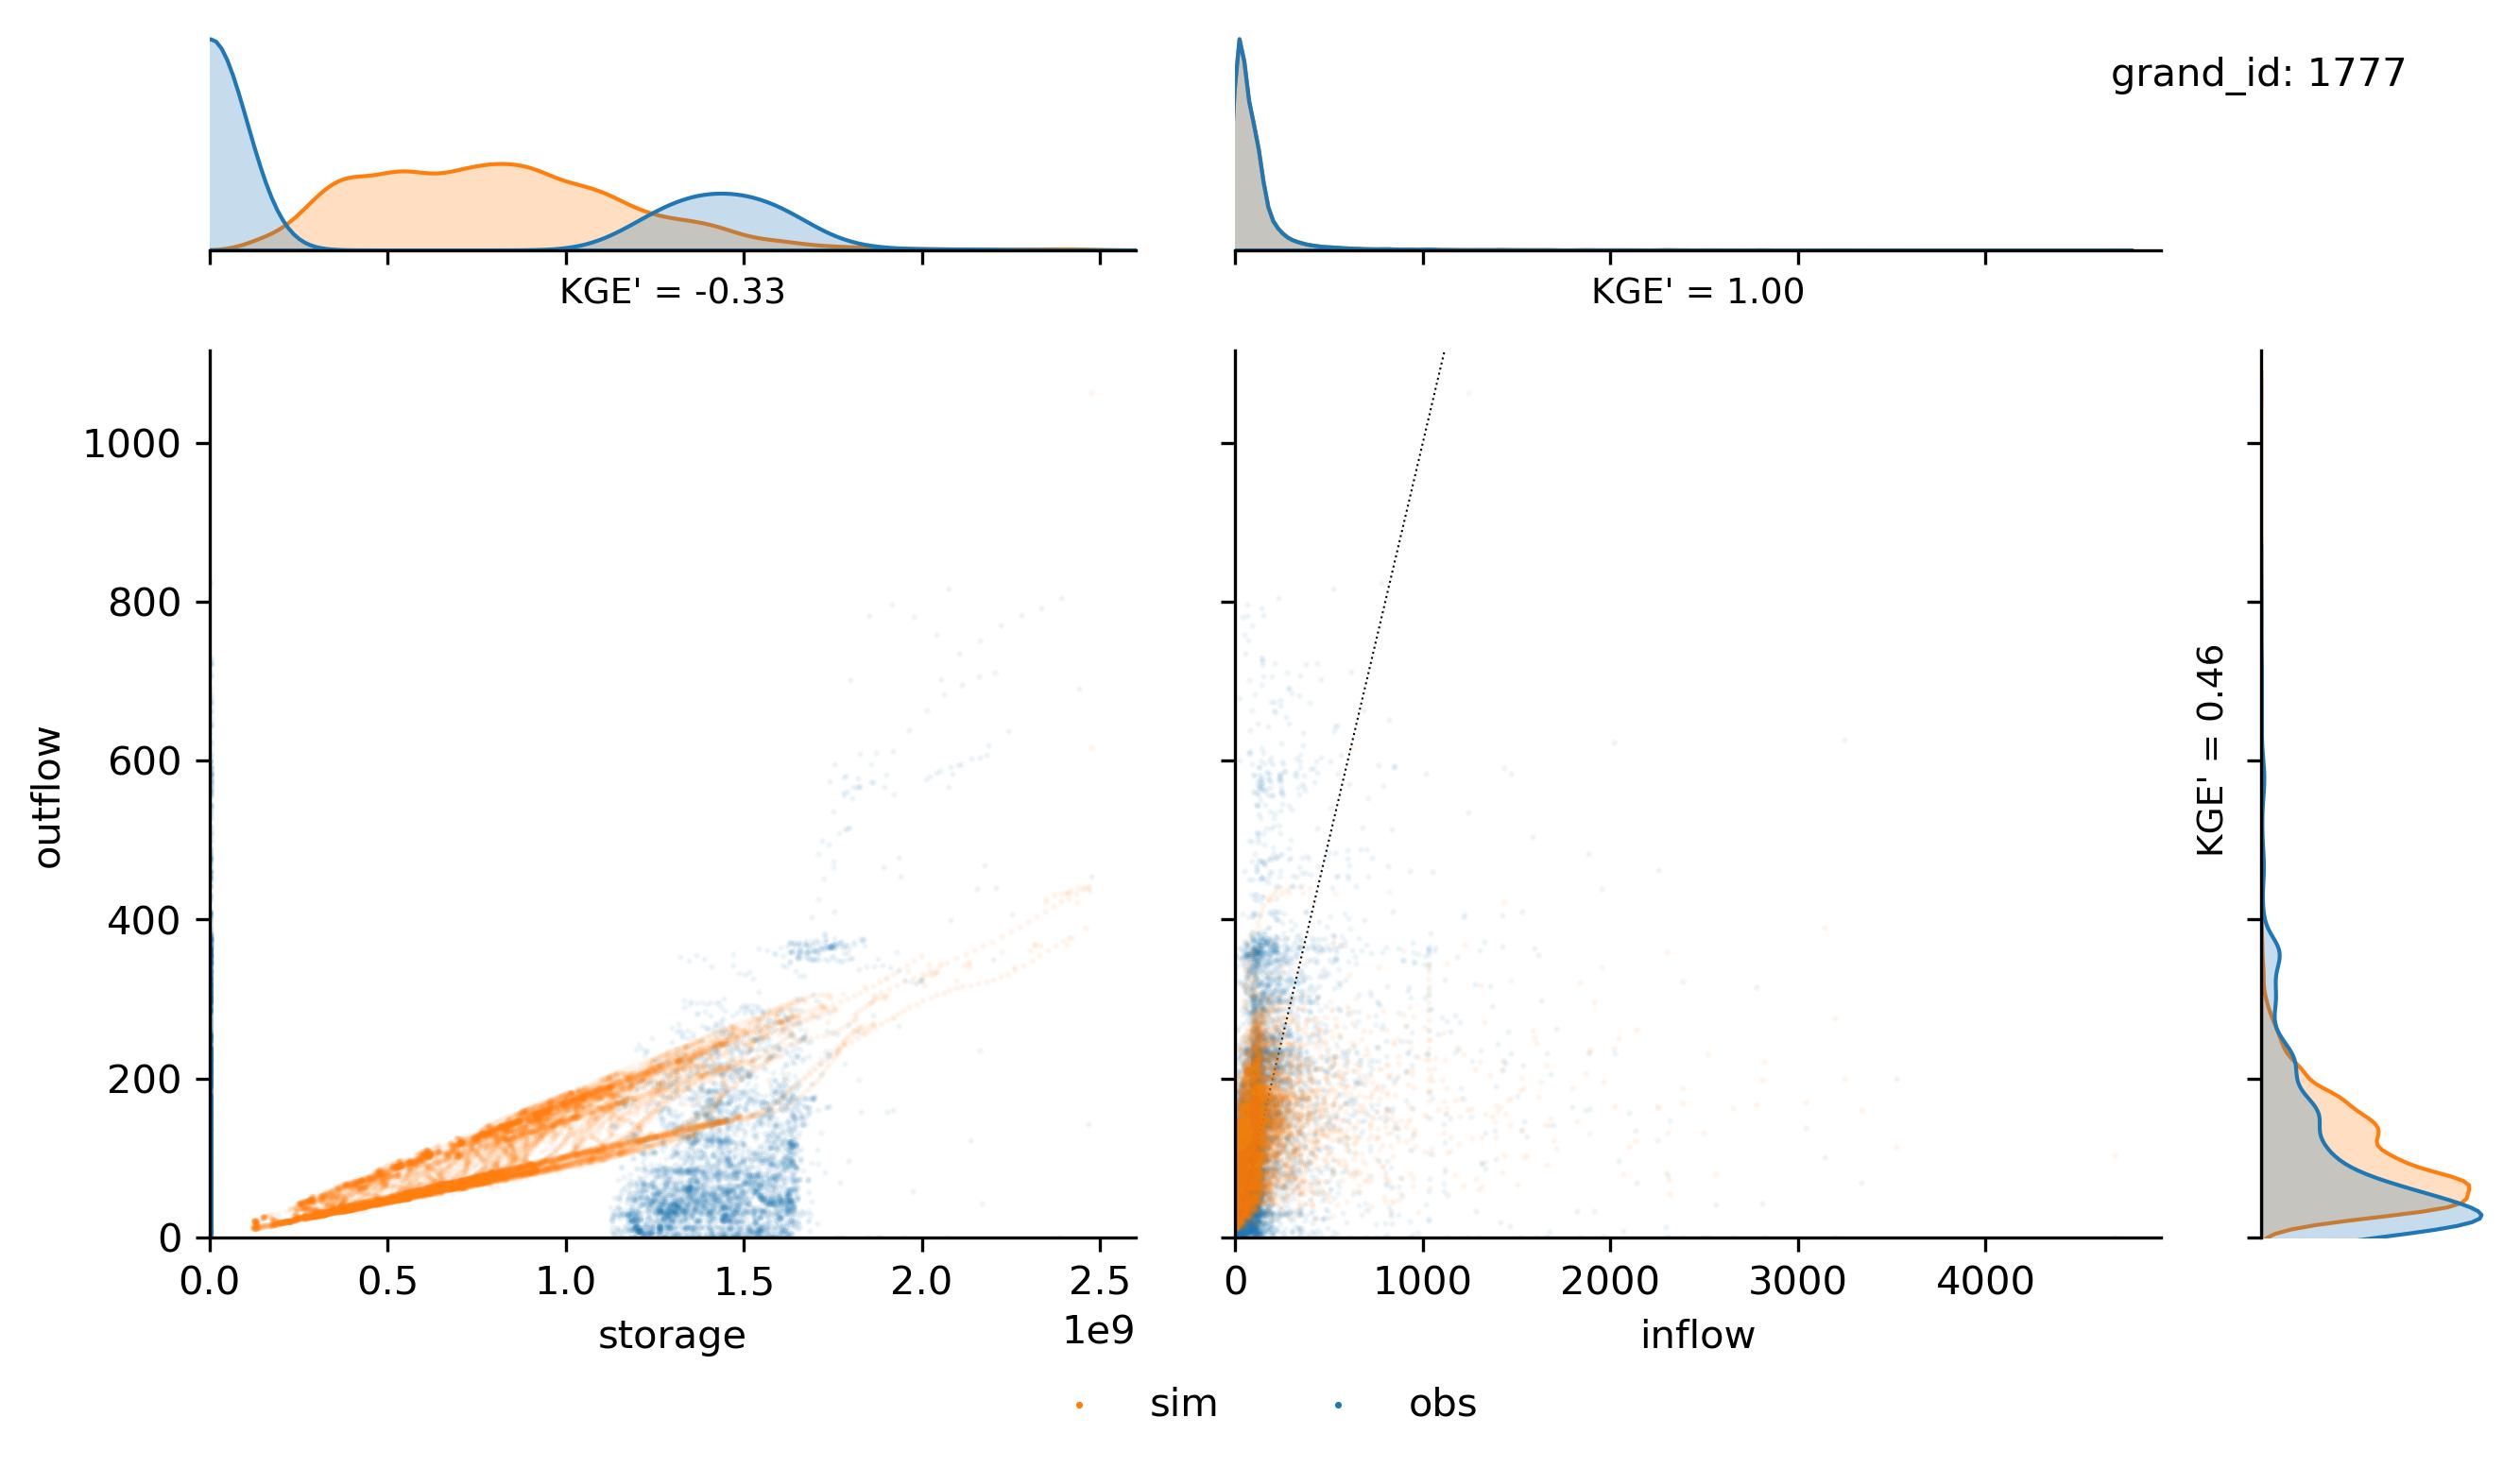 grand_id: 1777
KGE' = -0.33
KGE' = 1.00
1000
800
600
400
200
0
outflow
KGE' = 0.46
0.0 0.5 1.0 1.5 2.0 2.5
1e9
storage
0 1000 2000 3000 4000
inflow
sim obs